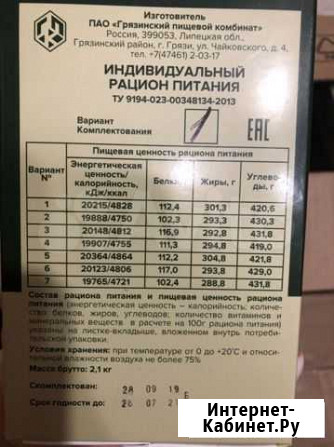 Изготовитель
ПАО «Грязинский пищевой комбинат»
Россия, 399053, Липецкая обл.,
Грязинский район, г. Грязи, ул. Чайковского, д. 4,
тел. +7(47461) 2-03-17
ИНДИВИДУАЛЬНЫЙ
РАЦИОН ПИТАНИЯ
ТУ 9194-023-00348134-2013
Вариант
Комплектования
1
ЕАС
Пищевая ценность рациона питания
Вариант №° Энергетическая ценность/калорийность, кДж/ккал Белки, Жиры, г Углеводы, г
1 20215/4828 112,4 301,3 420,6
2 19888/4750 102,3 293,3 430,3
3 20148/4812 116,9 292,8 431,8
4 19907/4755 111,3 294,8 419,0
5 20364/4864 112,2 304,8 421,8
6 20123/4806 117,0 293,8 429,0
7 19765/4721 102,4 288,8 431,8
Состав рациона питания и пищевая ценность рациона
питания (энергетическая ценность – калорийность, количество
белков, жиров, углеводов; количество витаминов и
минеральных веществ в расчете на 100г рациона питания)
указаны на листке-вкладыше, вложенном внутрь потребительской
упаковки.
Условия хранения: при температуре от 0 до +20°С и относительной
влажности воздуха не более 75%
Масса брутто: 2,1 кг
Скомплектован: 28 09 19 Б
Срок годности до: 28 07 2
Интернет-
Кабинет.Ру